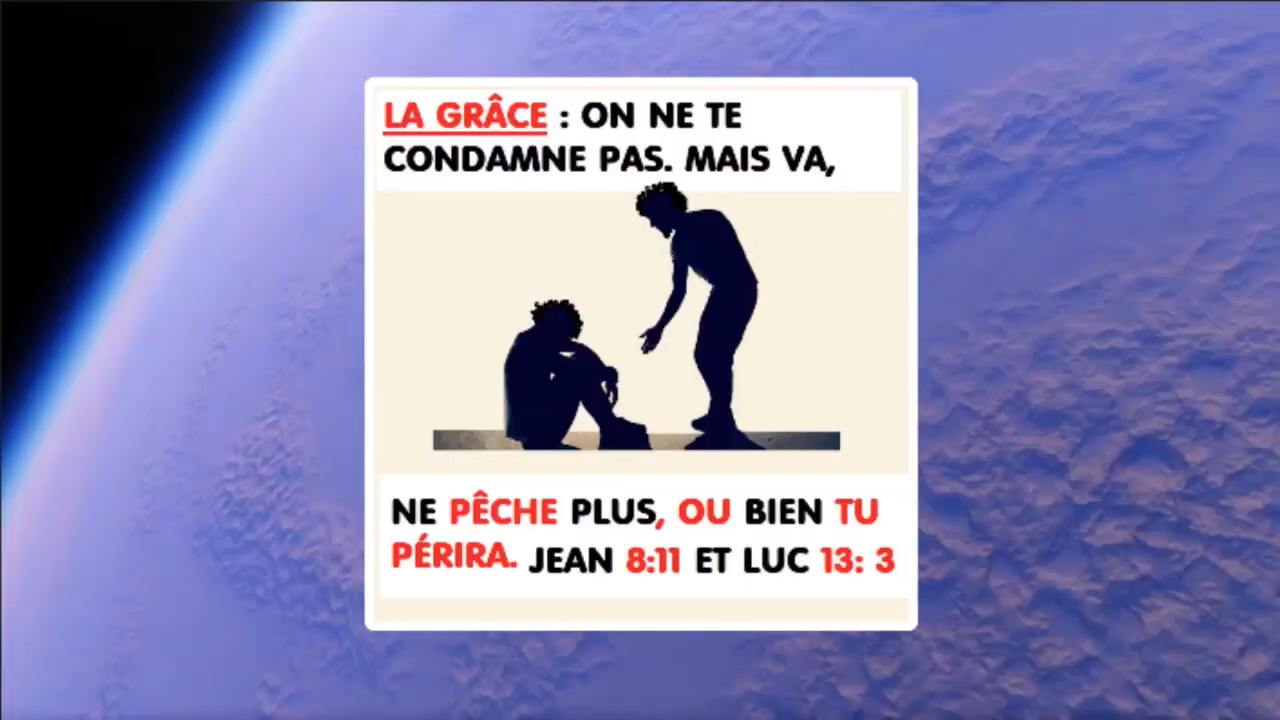 LA GRÂCE : ON NE TE
CONDAMNE PAS. MAIS VA,
NE PÊCHE PLUS, OU BIEN TU
PÉRIRA. JEAN 8:11 ET LUC 13: 3